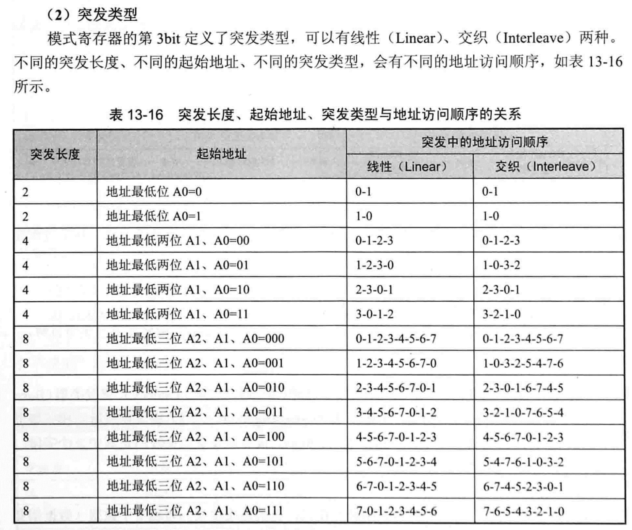 （2）突发类型
模式寄存器的第 3bit 定义了突发类型，可以有线性（Linear）、交织（Interleave）两种。
不同的突发长度、不同的起始地址、不同的突发类型，会有不同的地址访问顺序，如表 13-16
所示。
表 13-16 突发长度、起始地址、突发类型与地址访问顺序的关系
突发长度 起始地址 突发中的地址访问顺序
线性（Linear） 交织（Interleave）
2 地址最低位 A0=0 0-1 0-1
2 地址最低位 A0=1 1-0 1-0
4 地址最低两位 A1、A0=00 0-1-2-3 0-1-2-3
4 地址最低两位 A1、A0=01 1-2-3-0 1-0-3-2
4 地址最低两位 A1、A0=10 2-3-0-1 2-3-0-1
4 地址最低两位 A1、A0=11 3-0-1-2 3-2-1-0
8 地址最低三位 A2、A1、A0=000 0-1-2-3-4-5-6-7 0-1-2-3-4-5-6-7
8 地址最低三位 A2、A1、A0=001 1-2-3-4-5-6-7-0 1-0-3-2-5-4-7-6
8 地址最低三位 A2、A1、A0=010 2-3-4-5-6-7-0-1 2-3-0-1-6-7-4-5
8 地址最低三位 A2、A1、A0=011 3-4-5-6-7-0-1-2 3-2-1-0-7-6-5-4
8 地址最低三位 A2、A1、A0=100 4-5-6-7-0-1-2-3 4-5-6-7-0-1-2-3
8 地址最低三位 A2、A1、A0=101 5-6-7-0-1-2-3-4 5-4-7-6-1-0-3-2
8 地址最低三位 A2、A1、A0=110 6-7-0-1-2-3-4-5 6-7-4-5-2-3-0-1
8 地址最低三位 A2、A1、A0=111 7-0-1-2-3-4-5-6 7-6-5-4-3-2-1-0